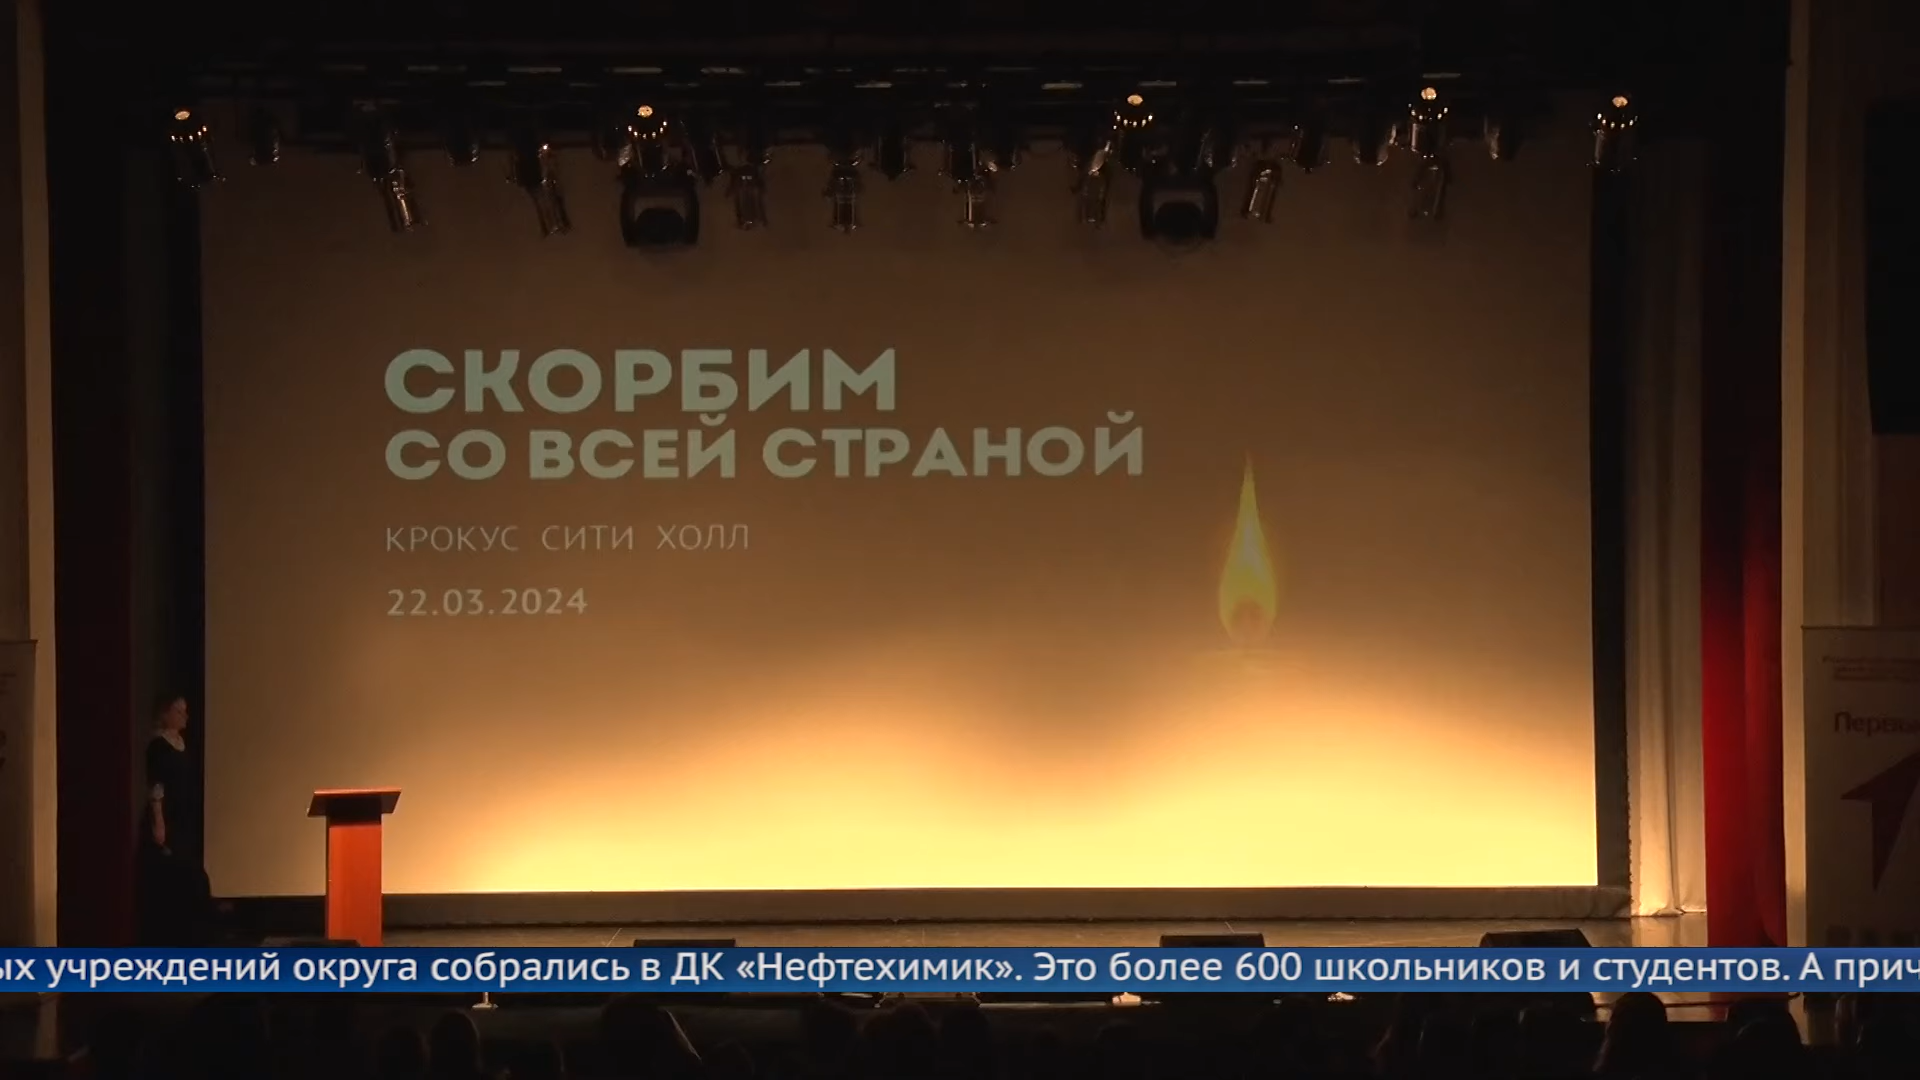 СКОРБИМ
СО ВСЕЙ СТРАНОЙ
КРОКУС СИТИ ХОЛЛ
22.03.2024
ых учреждений округа собрались в ДК «Нефтехимик». Это более 600 школьников и студентов. А прич